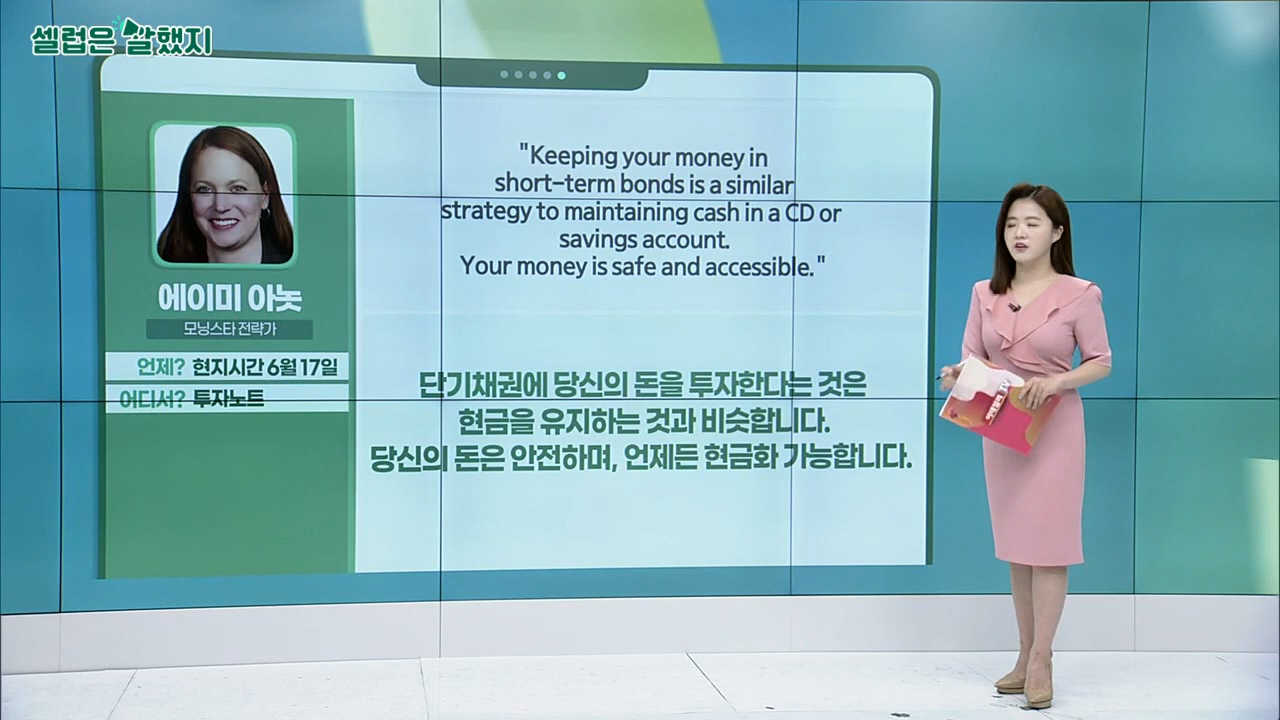 셀럽은 쌀했지
에이미 아놋
모닝스타 전략가
언제? 현지시간 6월 17일
어디서? 투자노트
"Keeping your money in
short-term bonds is a similar
strategy to maintaining cash in a CD or
savings account.
Your money is safe and accessible."
단기채권에 당신의 돈을 투자한다는 것은
현금을 유지하는 것과 비슷합니다.
당신의 돈은 안전하며, 언제든 현금화 가능합니다.